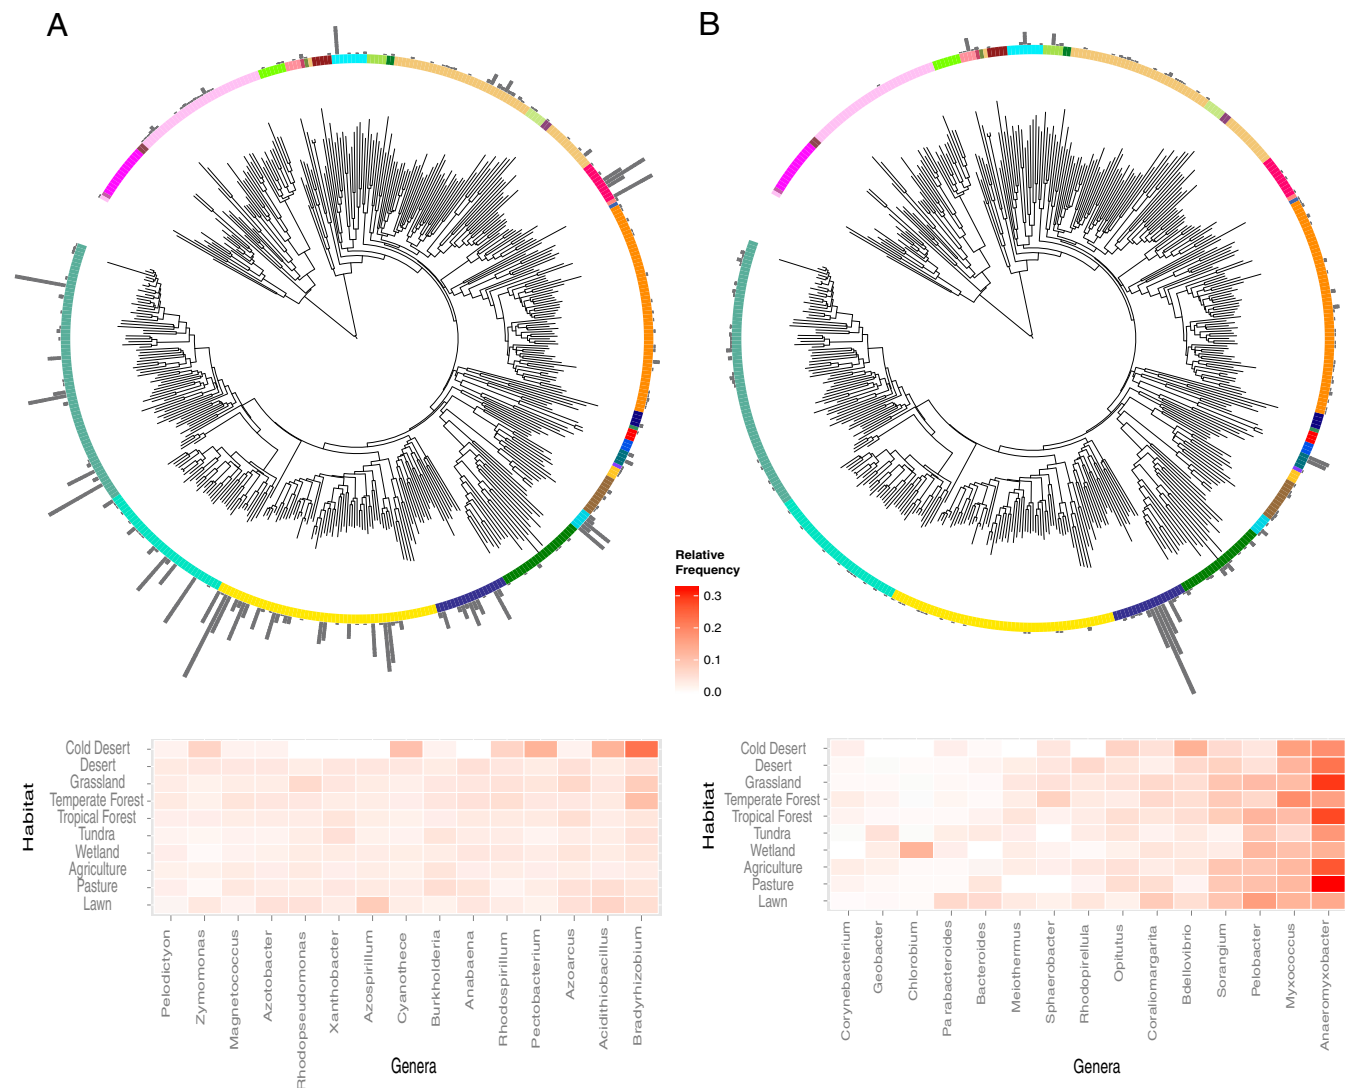 A
B
Relative
Frequency
0.3
0.2
0.1
0.0
Habitat
Cold Desert
Desert
Grassland
Temperate Forest
Tropical Forest
Tundra
Wetland
Agriculture
Pasture
Lawn
Pelodictyon
Zymomonas
Magnetococcus
Azotobacter
Rhodopseudomonas
Xanthobacter
Azospirillum
Cyanothece
Burkholderia
Anabaena
Rhodospirillum
Pectobacterium
Azoarcus
Acidithiobacillus
Bradyrhizobium
Genera
Habitat
Cold Desert
Desert
Grassland
Temperate Forest
Tropical Forest
Tundra
Wetland
Agriculture
Pasture
Lawn
Corynebacterium
Geobacter
Chlorobium
Pa rabacteroides
Bacteroides
Meiothermus
Sphaerobacter
Rhodopirellula
Opitutus
Coraliomargarita
Bdellovibrio
Sorangium
Pelobacter
Myxococcus
Anaeromyxobacter
Genera